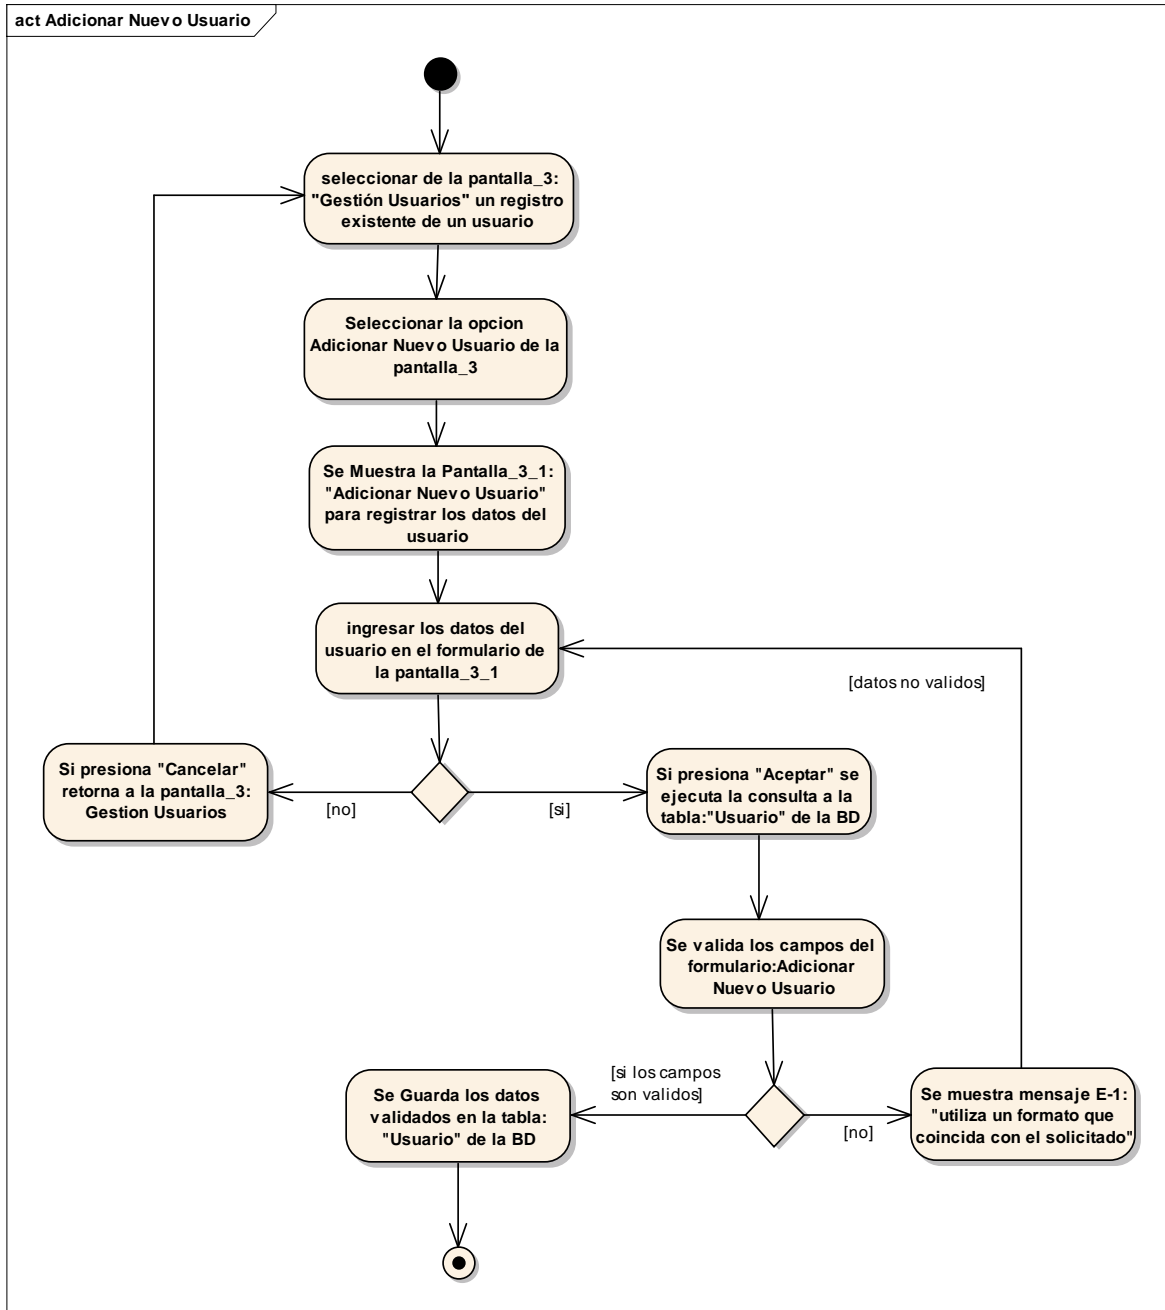 act Adicionar Nuevo Usuario
seleccionar de la pantalla_3:
"Gestión Usuarios" un registro
existente de un usuario
Seleccionar la opcion
Adicionar Nuevo Usuario de la
pantalla_3
Se Muestra la Pantalla_3_1:
"Adicionar Nuevo Usuario"
para registrar los datos del
usuario
ingresar los datos del
usuario en el formulario de
la pantalla_3_1
[datos no validos]
Si presiona "Cancelar"
retorna a la pantalla_3:
Gestion Usuarios
[no]
[si]
Si presiona "Aceptar" se
ejecuta la consulta a la
tabla:"Usuario" de la BD
Se valida los campos del
formulario:Adicionar
Nuevo Usuario
[si los campos
son validos]
Se Guarda los datos
validados en la tabla:
"Usuario" de la BD
[no]
Se muestra mensaje E-1:
"utiliza un formato que
coincida con el solicitado"